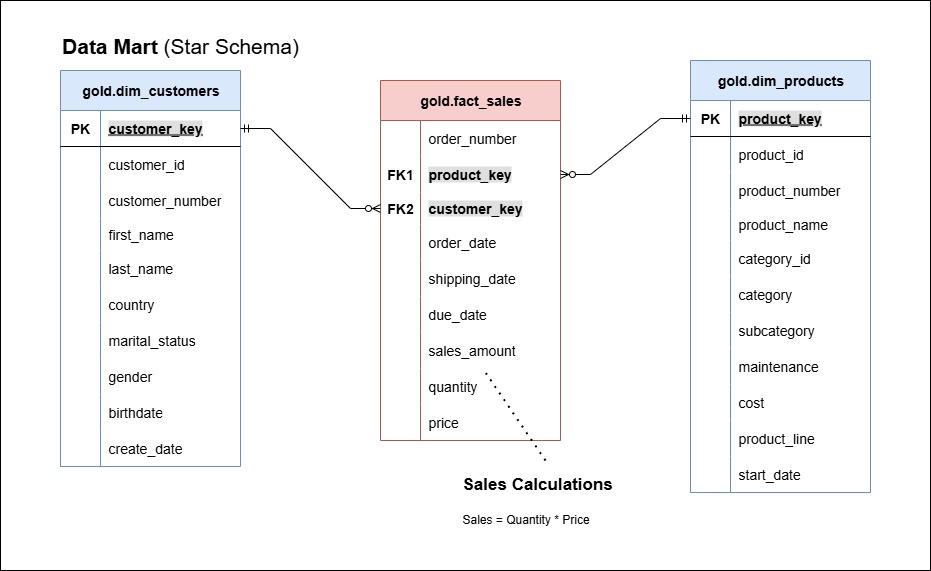 Data Mart (Star Schema)
gold.dim_customers
PK customer_key
customer_id
customer_number
first_name
last_name
country
marital_status
gender
birthdate
create_date
gold.fact_sales
order_number
FK1 product_key
FK2 customer_key
order_date
shipping_date
due_date
sales_amount
quantity
price
Sales Calculations
Sales = Quantity * Price
gold.dim_products
PK product_key
product_id
product_number
product_name
category_id
category
subcategory
maintenance
cost
product_line
start_date